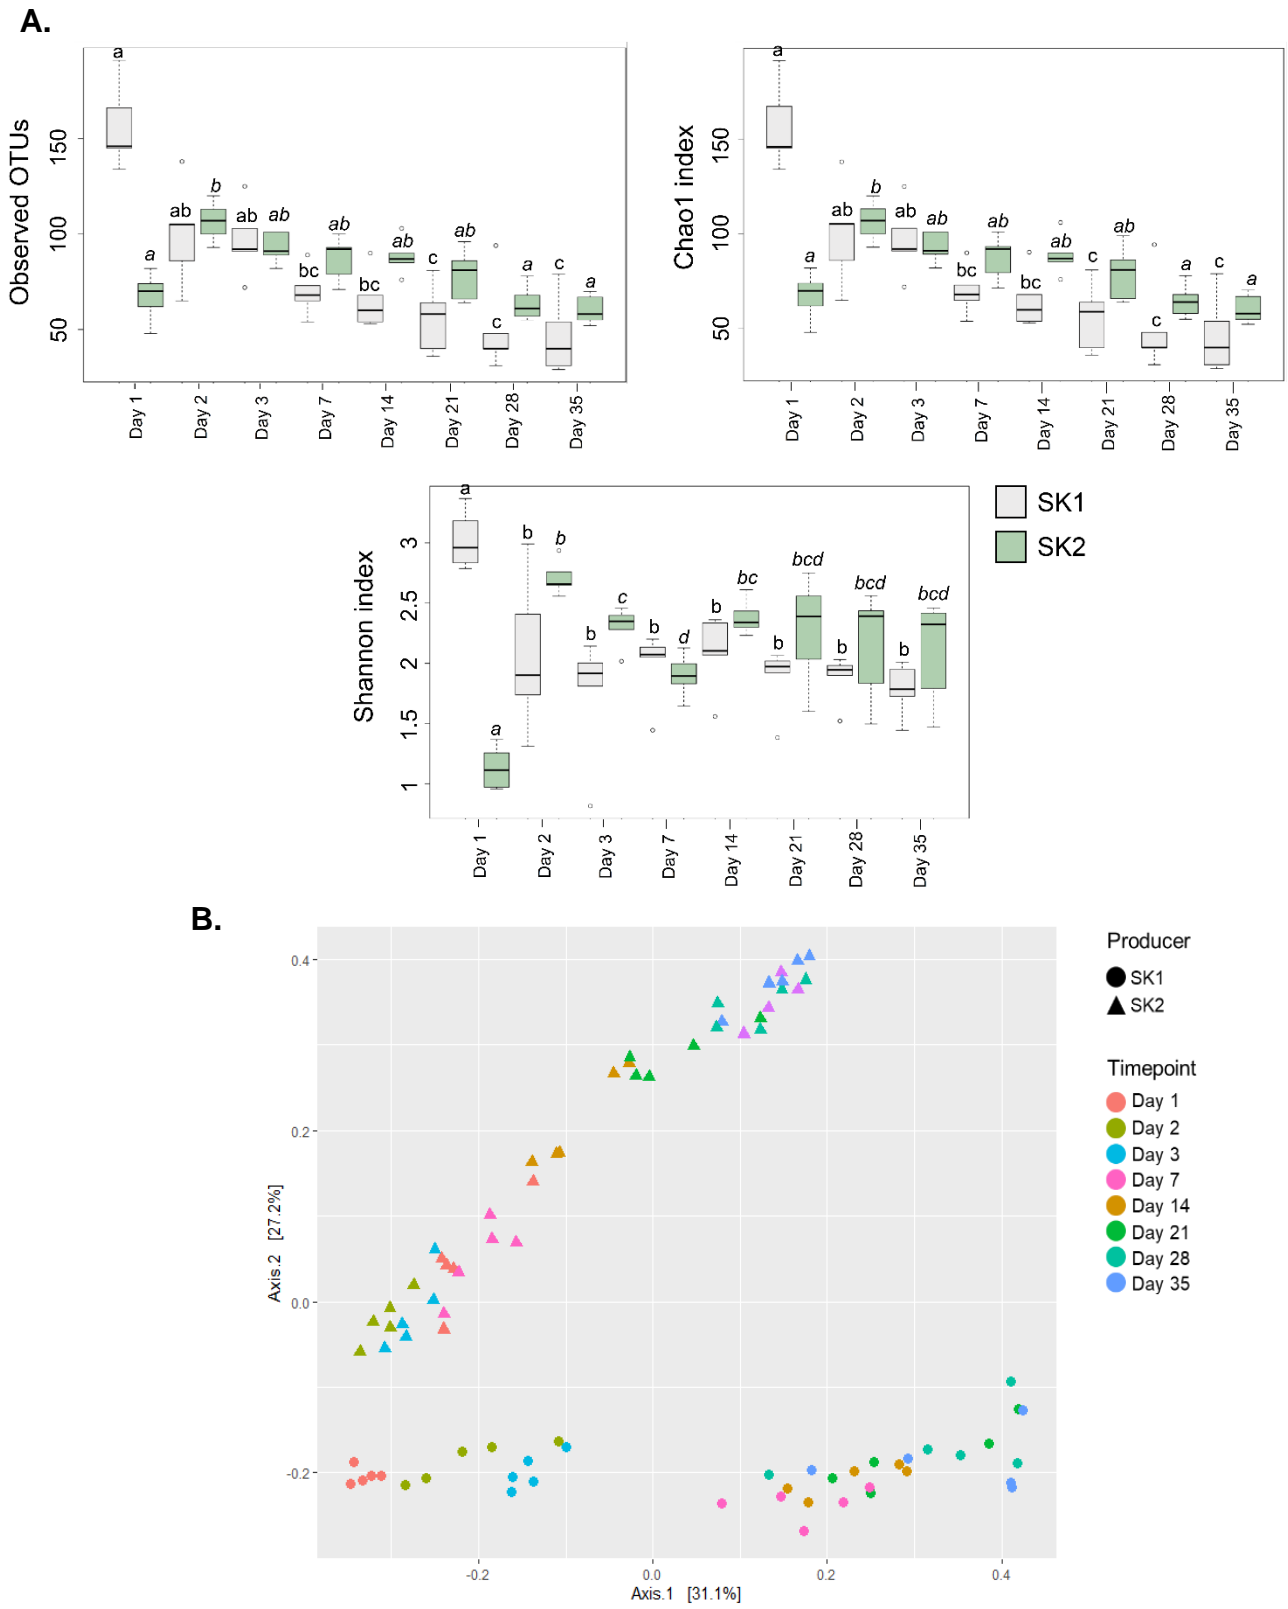 A.
Observed OTUs
50
100
150
a
a
ab
b
ab
ab
bc
ab
bc
ab
c
ab
c
a
c
a
Day 1
Day 2
Day 3
Day 7
Day 14
Day 21
Day 28
Day 35
Chao1 index
50
100
150
a
a
ab
b
ab
ab
bc
ab
bc
ab
c
ab
c
a
c
a
Day 1
Day 2
Day 3
Day 7
Day 14
Day 21
Day 28
Day 35
Shannon index
1
1.5
2
2.5
3
a
a
b
b
b
c
b
d
b
bc
b
bcd
b
bcd
b
bcd
Day 1
Day 2
Day 3
Day 7
Day 14
Day 21
Day 28
Day 35
SK1
SK2
B.
Axis.2 [27.2%]
0.4
0.2
0.0
-0.2
-0.2
0.0
0.2
0.4
Axis.1 [31.1%]
Producer
SK1
SK2
Timepoint
Day 1
Day 2
Day 3
Day 7
Day 14
Day 21
Day 28
Day 35